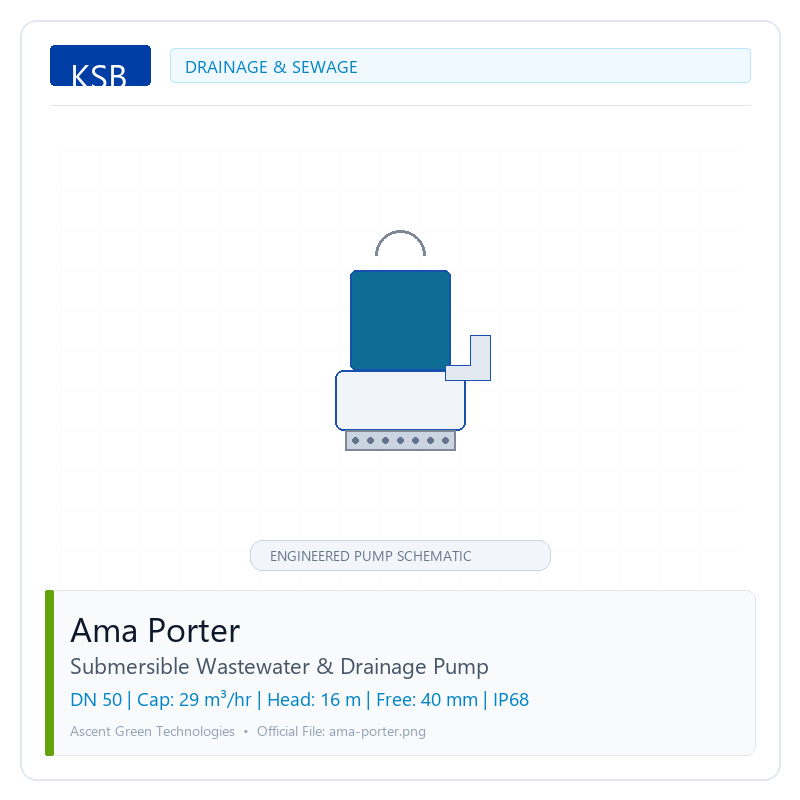 KSB
DRAINAGE & SEWAGE
ENGINEERED PUMP SCHEMATIC
Ama Porter
Submersible Wastewater & Drainage Pump
DN 50 | Cap: 29 m³/hr | Head: 16 m | Free: 40 mm | IP68
Ascent Green Technologies • Official File: ama-porter.png